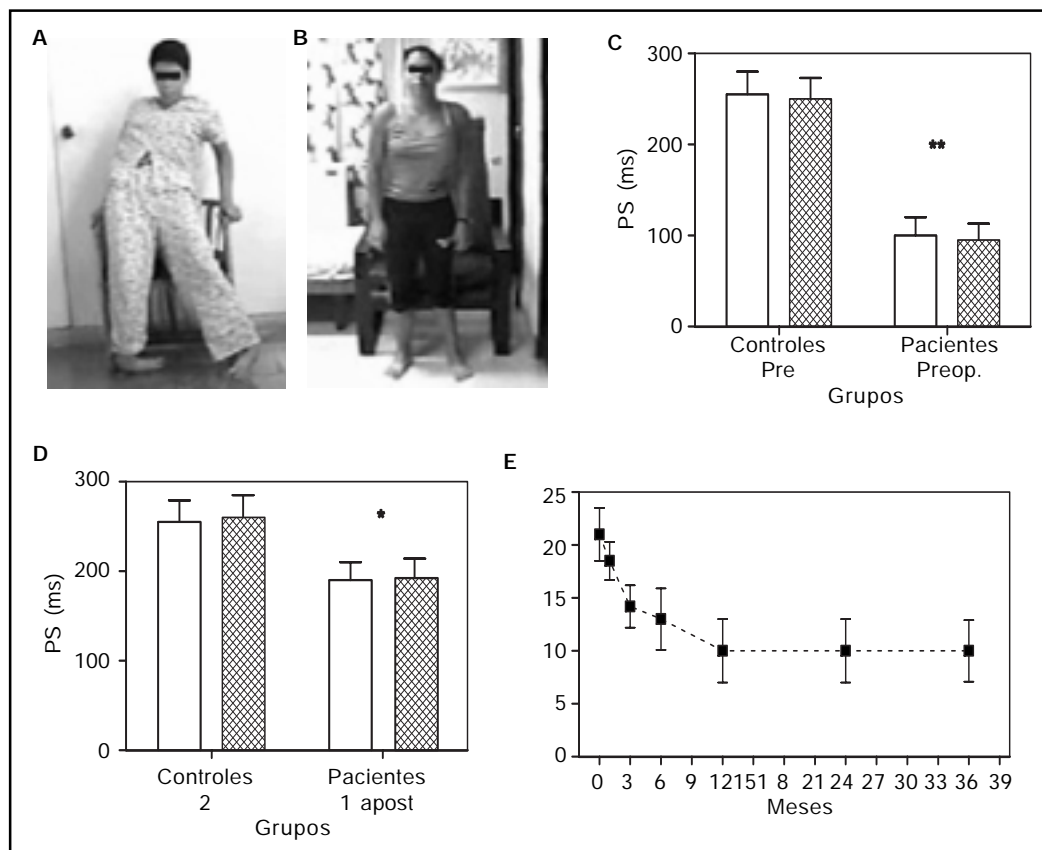 A
B
C
300
200
100
0
PS (ms)
**
Controles
Pre
Pacientes
Preop.
Grupos
D
300
200
100
0
PS (ms)
*
Controles
2
Pacientes
1 apost
Grupos
E
25
20
15
10
5
0
0 3 6 9 12151 8 21 24 27 30 33 36 39
Meses